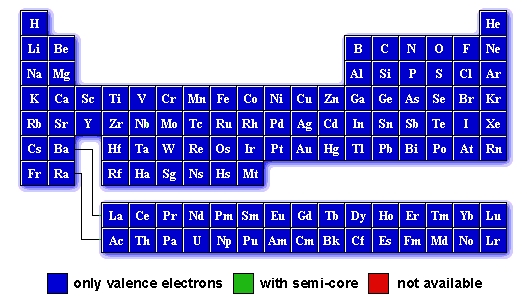 H He
Li Be B C N O F Ne
Na Mg Al Si P S Cl Ar
K Ca Sc Ti V Cr Mn Fe Co Ni Cu Zn Ga Ge As Se Br Kr
Rb Sr Y Zr Nb Mo Tc Ru Rh Pd Ag Cd In Sn Sb Te I Xe
Cs Ba Hf Ta W Re Os Ir Pt Au Hg Tl Pb Bi Po At Rn
Fr Ra Rf Ha Sg Ns Hs Mt
La Ce Pr Nd Pm Sm Eu Gd Tb Dy Ho Er Tm Yb Lu
Ac Th Pa U Np Pu Am Cm Bk Cf Es Fm Md No Lr
only valence electrons with semi-core not available